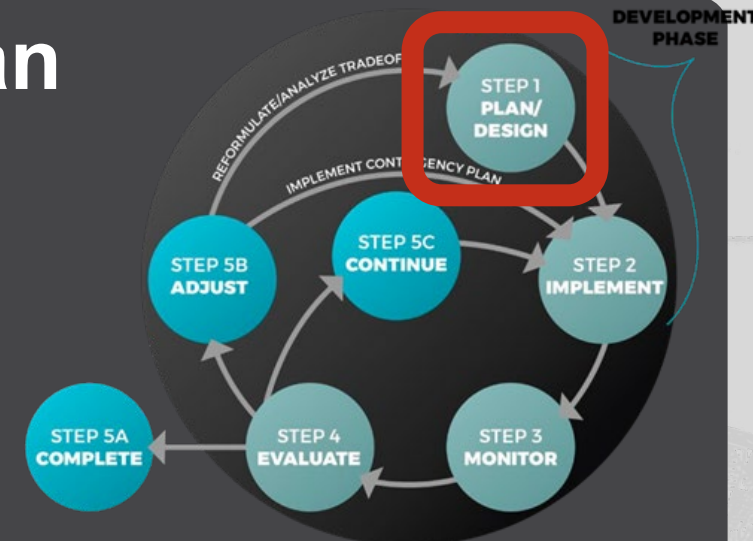 an
DEVELOPMENT
PHASE
REFORMULATE/ANALYZE TRADEOF
STEP 1
PLAN/
DESIGN
IMPLEMENT CONT GENCY PLAN
STEP 5B
ADJUST
STEP 5C
CONTINUE
STEP 2
IMPLEMENT
STEP 5A
COMPLETE
STEP 4
EVALUATE
STEP 3
MONITOR